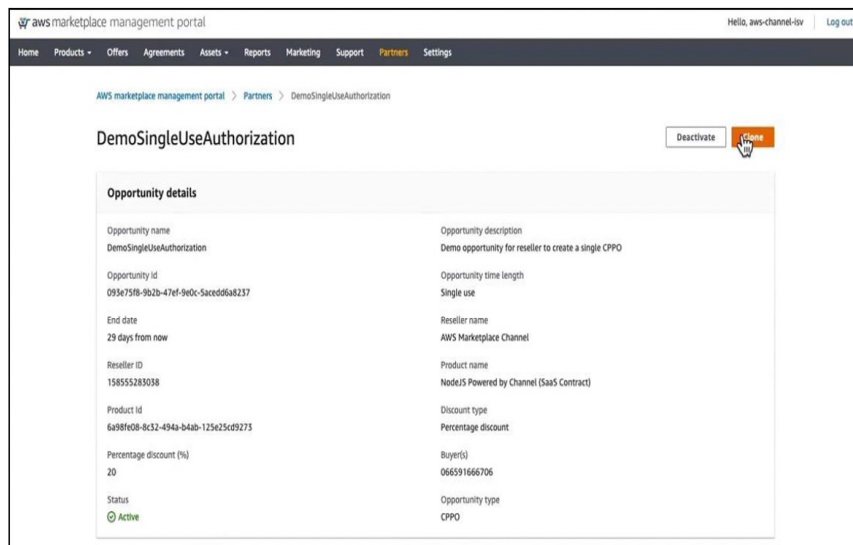 aws marketplace management portal
Hello, aws-channel-isv
Log out
Home Products Offers Agreements Assets Reports Marketing Support Partners Settings
AWS marketplace management portal > Partners > DemoSingleUseAuthorization
DemoSingleUseAuthorization
Deactivate
Clone
Opportunity details
Opportunity name
DemoSingleUseAuthorization
Opportunity description
Demo opportunity for reseller to create a single CPPO
Opportunity id
093e75f8-9b2b-47ef-9e0c-5acedd6a8237
Opportunity time length
Single use
End date
29 days from now
Reseller name
AWS Marketplace Channel
Reseller ID
158555283038
Product name
NodeJS Powered by Channel (SaaS Contract)
Product Id
6a98fe08-8c32-494a-b4ab-125e25cd9273
Discount type
Percentage discount
Percentage discount (%)
20
Buyer(s)
066591666706
Status
Active
Opportunity type
CPPO